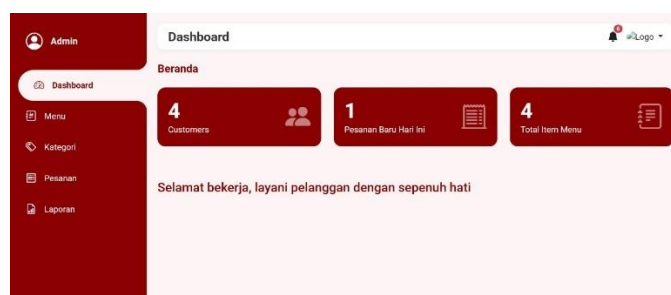 Admin
Dashboard
Menu
Kategori
Pesanan
Laporan
Dashboard
Logo
Beranda
4
Customers
1
Pesanan Baru Hari Ini
4
Total Item Menu
Selamat bekerja, layani pelanggan dengan sepenuh hati